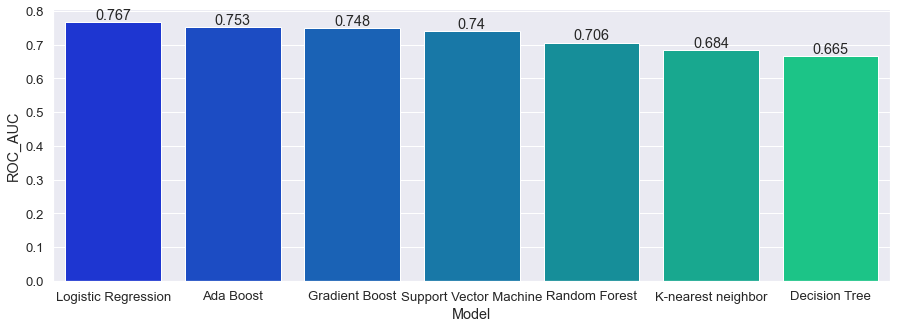 0.8
0.7
0.6
0.5
0.4
0.3
0.2
0.1
0.0
ROC_AUC
0.767
0.753
0.748
0.74
0.706
0.684
0.665
Logistic Regression
Ada Boost
Gradient Boost
Support Vector Machine
Random Forest
K-nearest neighbor
Decision Tree
Model